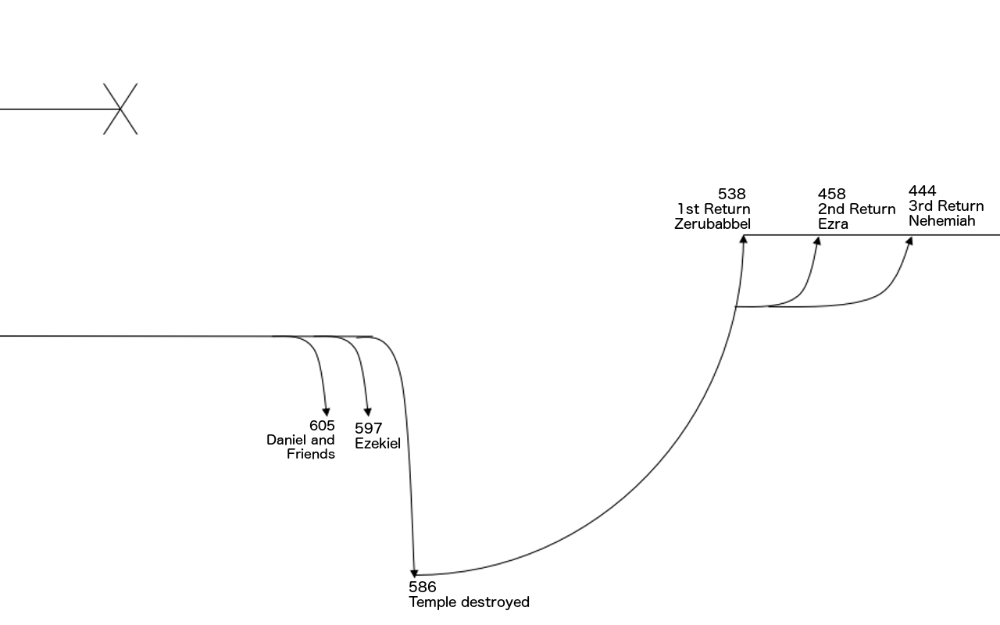 538
1st Return
Zerubabbel
458
2nd Return
Ezra
444
3rd Return
Nehemiah
605
Daniel and
Friends
597
Ezekiel
586
Temple destroyed